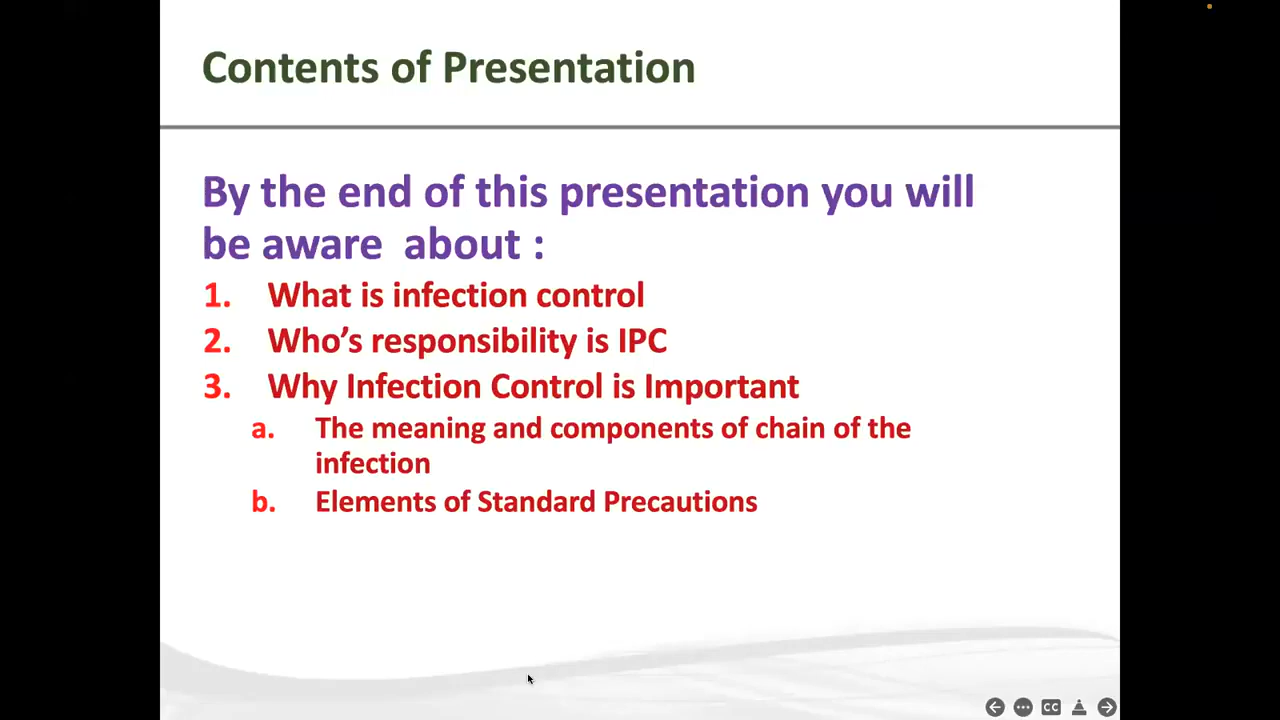 Contents of Presentation
By the end of this presentation you will
be aware  about :
1. What is infection control
2. Who’s responsibility is IPC
3. Why Infection Control is Important
a. The meaning and components of chain of the
infection
b. Elements of Standard Precautions
CC